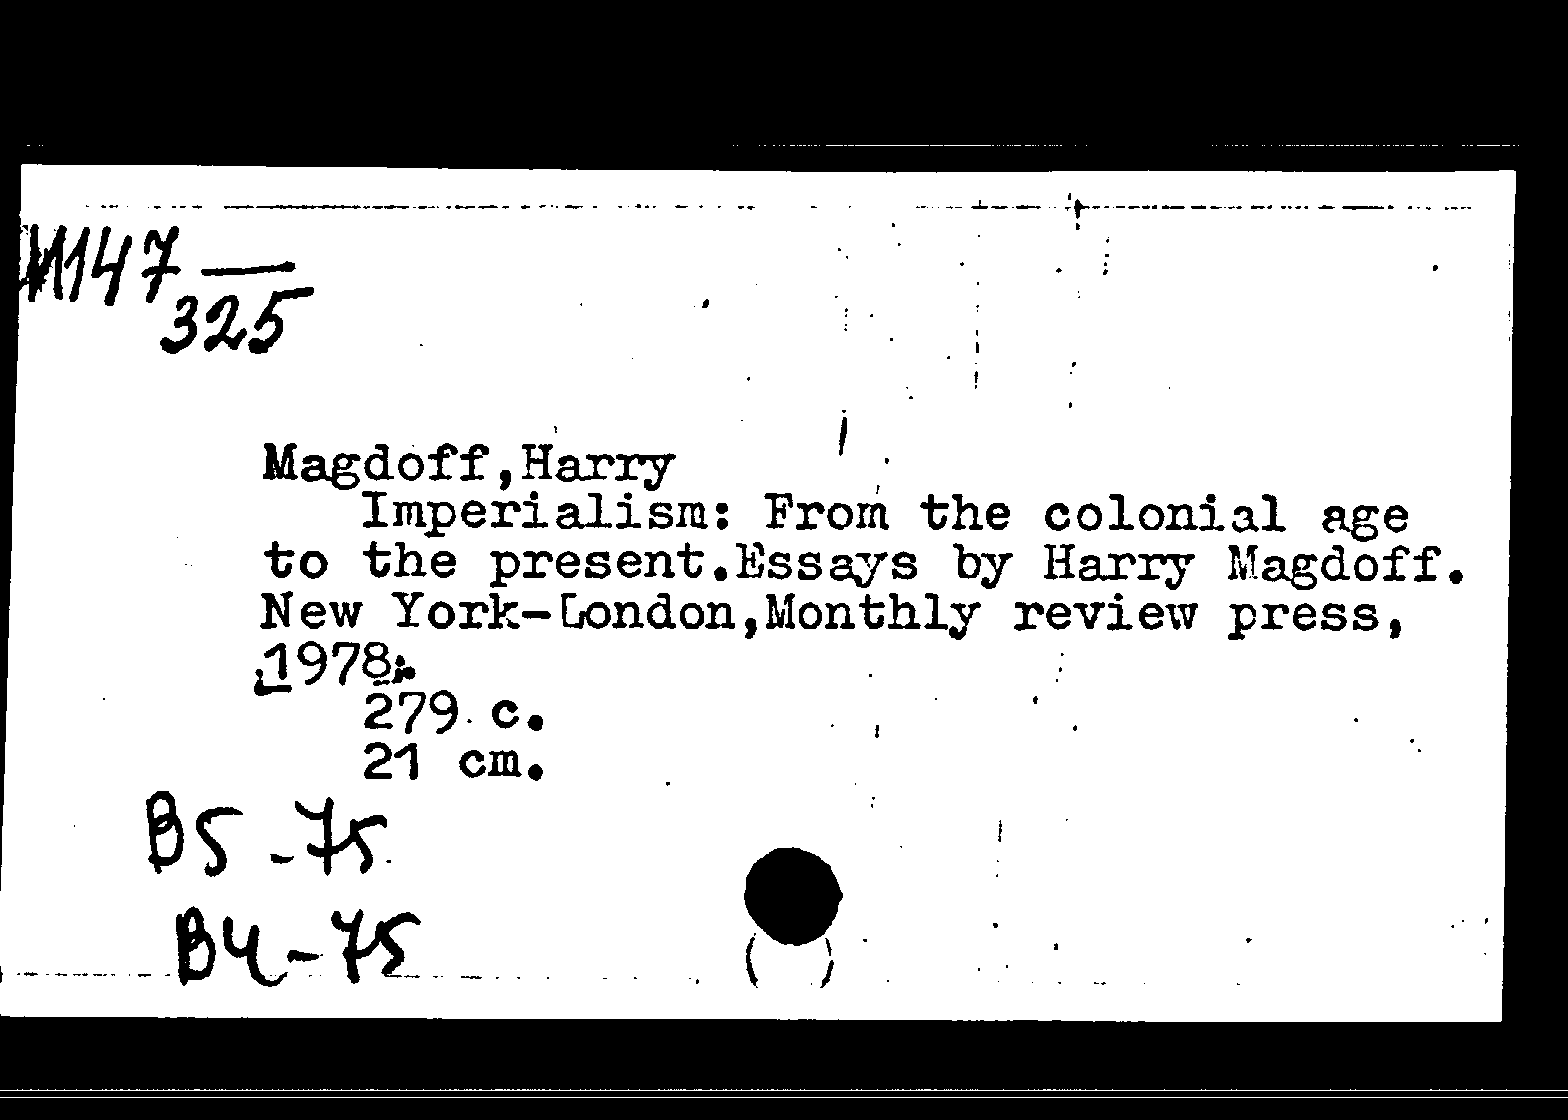 И147 —
325
Magdoff,Harry
Imperialism: From the colonial age
to the present.Essays by Harry Magdoff.
New York-London,Monthly review press,
1978.
279 c.
21 cm.
B5-75
B4-75